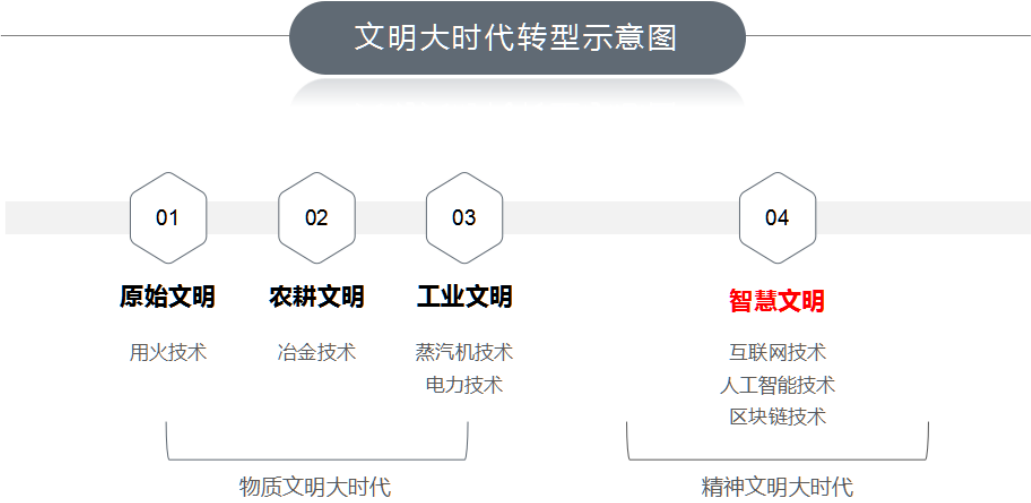 文明大时代转型示意图
01
02
03
04
原始文明
农耕文明
工业文明
智慧文明
用火技术
冶金技术
蒸汽机技术
电力技术
互联网技术
人工智能技术
区块链技术
物质文明大时代
精神文明大时代